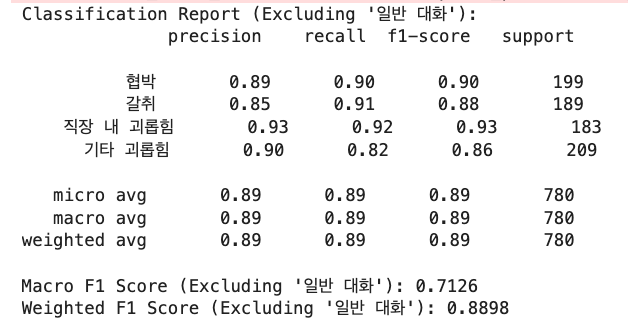 Classification Report (Excluding '일반 대화'):
precision recall f1-score support
협박 0.89 0.90 0.90 199
갈취 0.85 0.91 0.88 189
직장 내 괴롭힘 0.93 0.92 0.93 183
기타 괴롭힘 0.90 0.82 0.86 209
micro avg 0.89 0.89 0.89 780
macro avg 0.89 0.89 0.89 780
weighted avg 0.89 0.89 0.89 780
Macro F1 Score (Excluding '일반 대화'): 0.7126
Weighted F1 Score (Excluding '일반 대화'): 0.8898